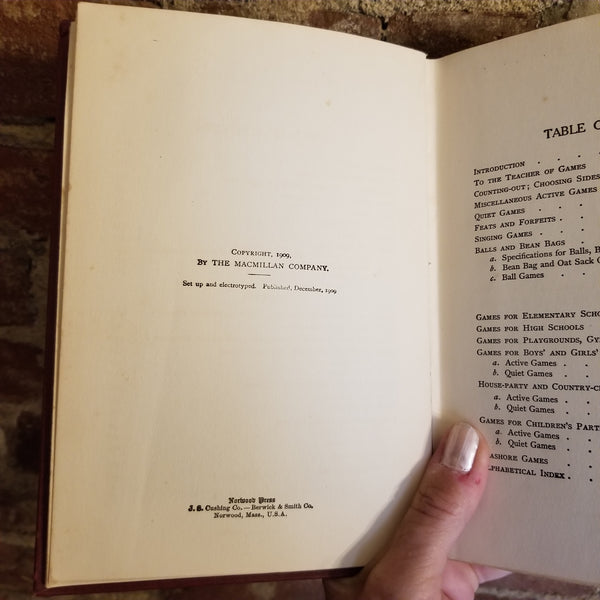 Copyright, 1909,
By THE MACMILLAN COMPANY.
Set up and electrotyped. Published, December, 1909
Norwood Press
J. S. Cushing Co. — Berwick & Smith Co.
Norwood, Mass., U.S.A.
TABLE
Introduction . . .
To the Teacher of Games
Counting-out; Choosing Sides
Miscellaneous Active Games
Quiet Games . . .
Feats and Forfeits . .
Singing Games . . .
Balls and Bean Bags .
a. Specifications for Balls,
b. Bean Bag and Oat Sack
c. Ball Games . .
Games for Elementary
Games for High Schools
Games for Playgrounds,
Games for Boys' and Girls'
a. Active Games . .
b. Quiet Games . .
House-party and
a. Active Games . .
b. Quiet Games . .
Games for Children's
a. Active Games . .
b. Quiet Games . .
Games . .
Index . .